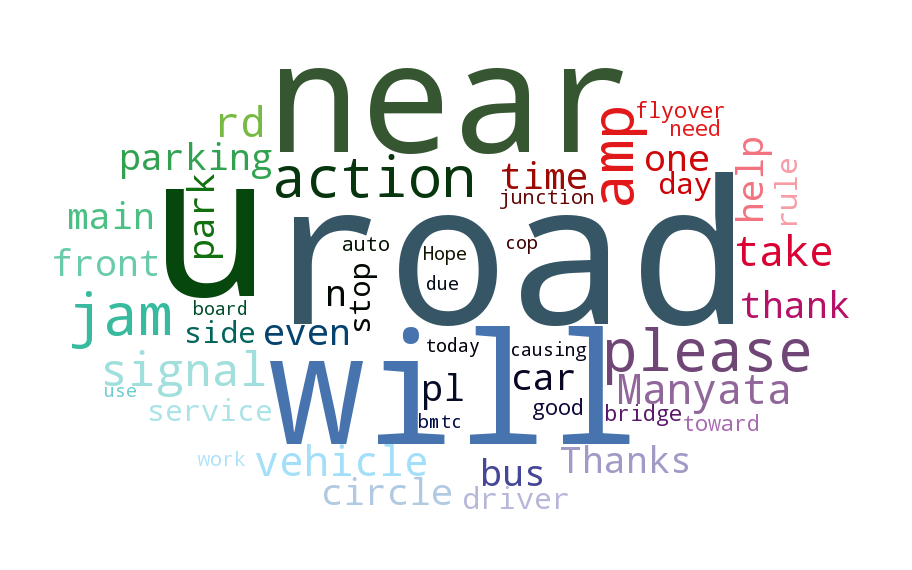 near
flyover
need
rd
amp
parking
one
help
action
time
day
rule
park
junction
main
u
road
auto
Hope
cop
take
front
due
stop
n
thank
jam
board
side
even
today
causing
please
signal
will
pl
car
Manyata
use
service
bmtc
good
bridge
toward
work
vehicle
bus
Thanks
circle
driver